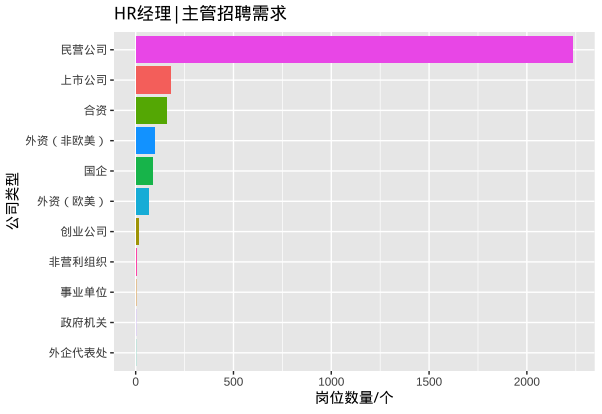 HR经理|主管招聘需求
民营公司
上市公司
合资
外资（非欧美）
国企
外资（欧美）
创业公司
非营利组织
事业单位
政府机关
外企代表处
公司类型
0 500 1000 1500 2000
岗位数量/个